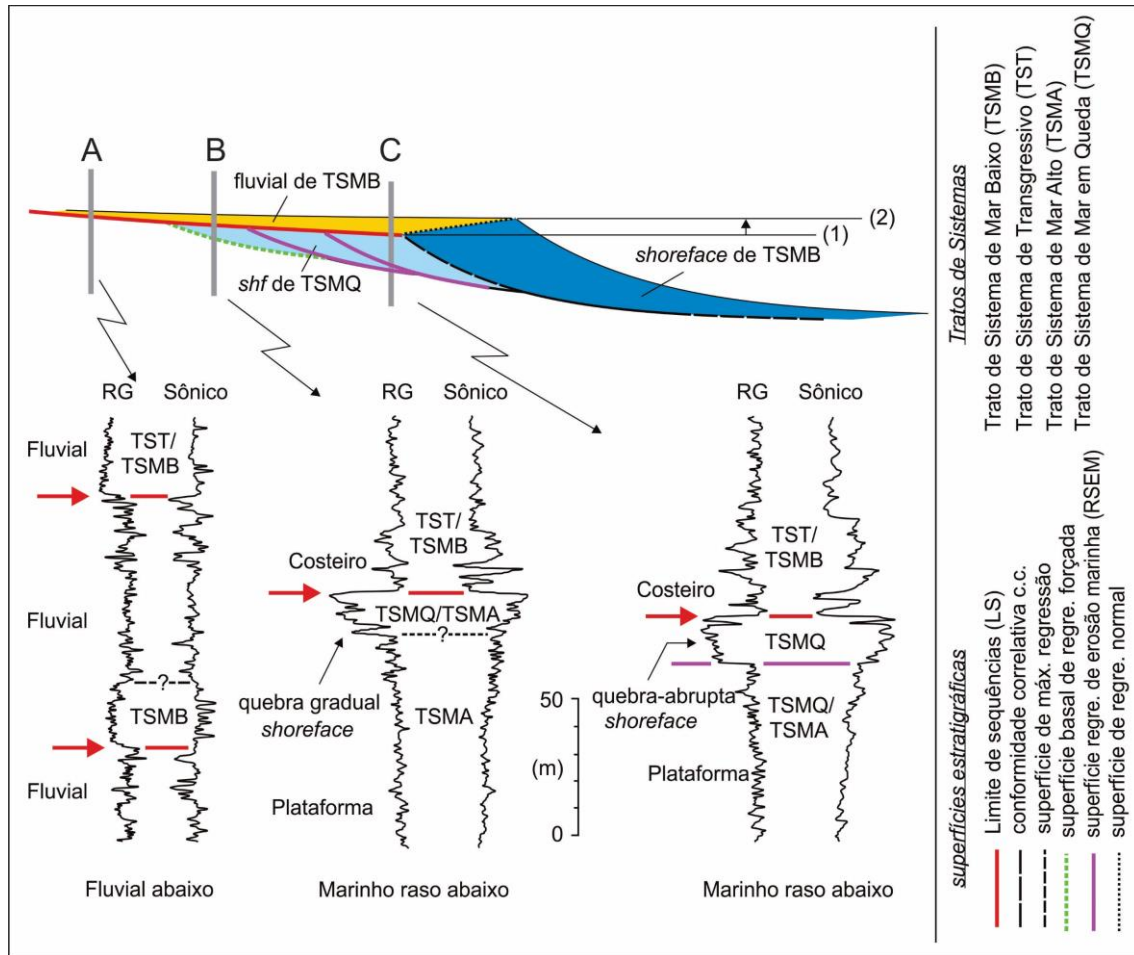 A
B
C
fluvial de TSMB
(2)
(1)
shoreface de TSMB
shf de TSMQ
RG
Sônico
RG
Sônico
RG
Sônico
Fluvial
TST/
TSMB
Fluvial
?
TSMB
Fluvial
Fluvial abaixo
TST/
TSMB
Costeiro
TSMQ/TSMA
?
quebra gradual
shoreface
TSMA
Plataforma
Marinho raso abaixo
50
(m)
0
TST/
TSMB
Costeiro
TSMQ
quebra-abrupta
shoreface
TSMQ/
TSMA
Plataforma
Marinho raso abaixo
Tratos de Sistemas
Trato de Sistema de Mar Baixo (TSMB)
Trato de Sistema de Transgressivo (TST)
Trato de Sistema de Mar Alto (TSMA)
Trato de Sistema de Mar em Queda (TSMQ)
superfícies estratigráficas
Limite de sequências (LS)
conformidade correlativa c.c.
superfície de máx. regressão
superfície basal de regre. forçada
superfície regre. de erosão marinha (RSEM)
superfície de regre. normal